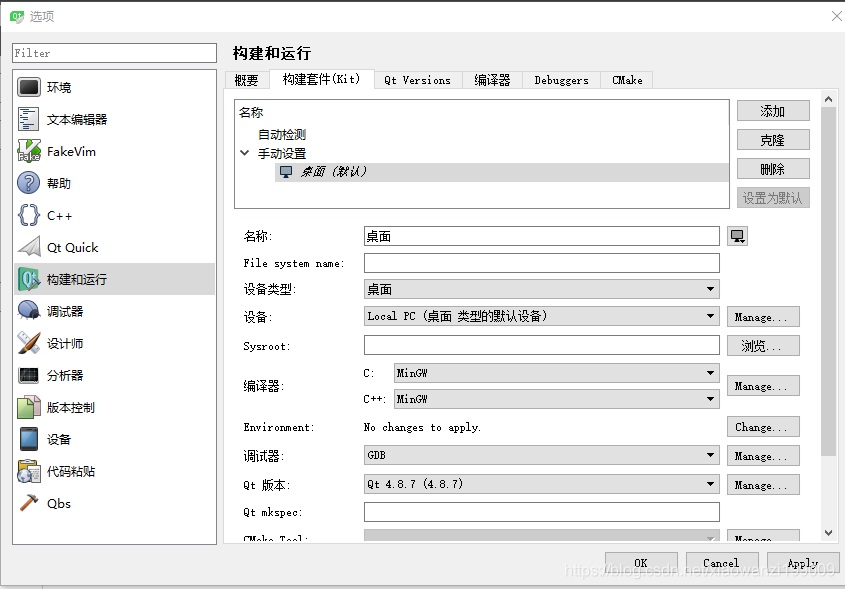 选项
Filter
环境
文本编辑器
FakeVim
帮助
C++
Qt Quick
构建和运行
调试器
设计师
分析器
版本控制
设备
代码粘贴
Qbs
构建和运行
概要 构建套件(Kit) Qt Versions 编译器 Debuggers CMake
名称
自动检测
手动设置
桌面 (默认)
添加
克隆
删除
设置为默认
名称: 桌面
File system name:
设备类型: 桌面
设备: Local PC (桌面 类型的默认设备) Manage...
Sysroot: 浏览...
编译器: C: MinGW
C++: MinGW Manage...
Environment: No changes to apply. Change...
调试器: GDB Manage...
Qt 版本: Qt 4.8.7 (4.8.7) Manage...
Qt mkspec:
CMake Tool: Manage...
OK Cancel Apply